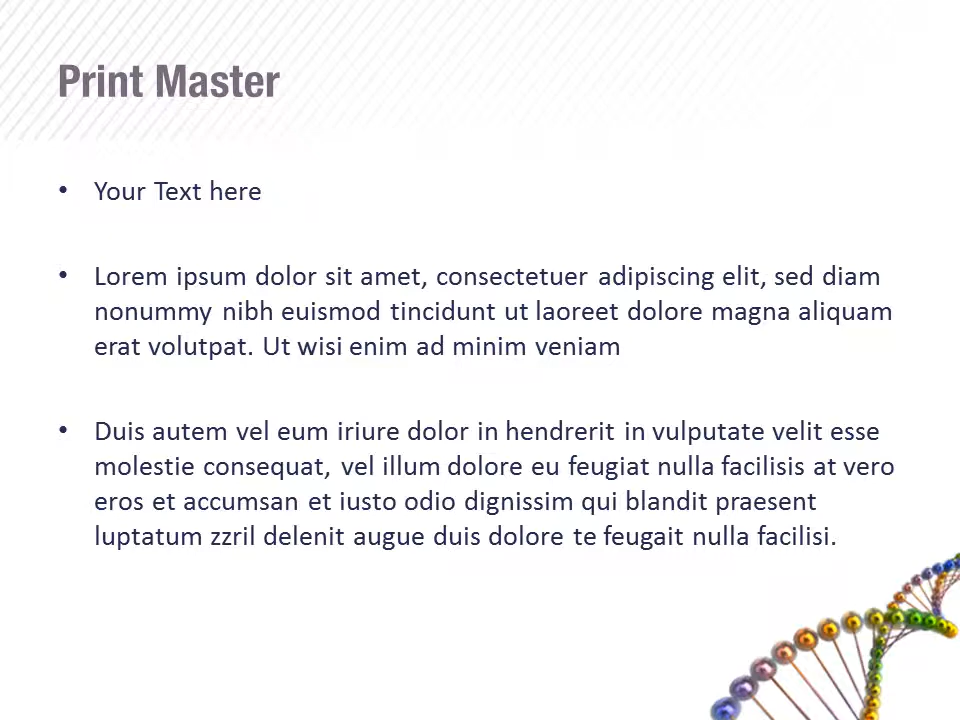 Print Master
• Your Text here
• Lorem ipsum dolor sit amet, consectetuer adipiscing elit, sed diam
nonummy nibh euismod tincidunt ut laoreet dolore magna aliquam
erat volutpat. Ut wisi enim ad minim veniam
• Duis autem vel eum iriure dolor in hendrerit in vulputate velit esse
molestie consequat, vel illum dolore eu feugiat nulla facilisis at vero
eros et accumsan et iusto odio dignissim qui blandit praesent
luptatum zzril delenit augue duis dolore te feugait nulla facilisi.